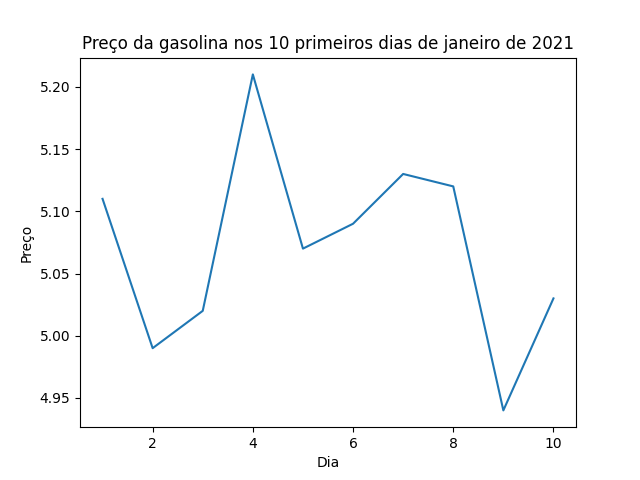 Preço da gasolina nos 10 primeiros dias de janeiro de 2021
5.20
5.15
5.10
5.05
5.00
4.95
Preço
2 4 6 8 10
Dia